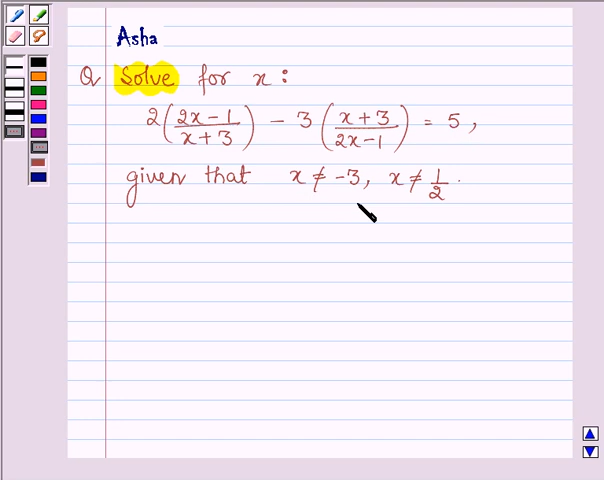 Asha
Q Solve for x :
2 ( (2x-1)/(x+3) ) - 3 ( (x+3)/(2x-1) ) = 5 ,
given that x ≠ -3, x ≠ 1/2 .